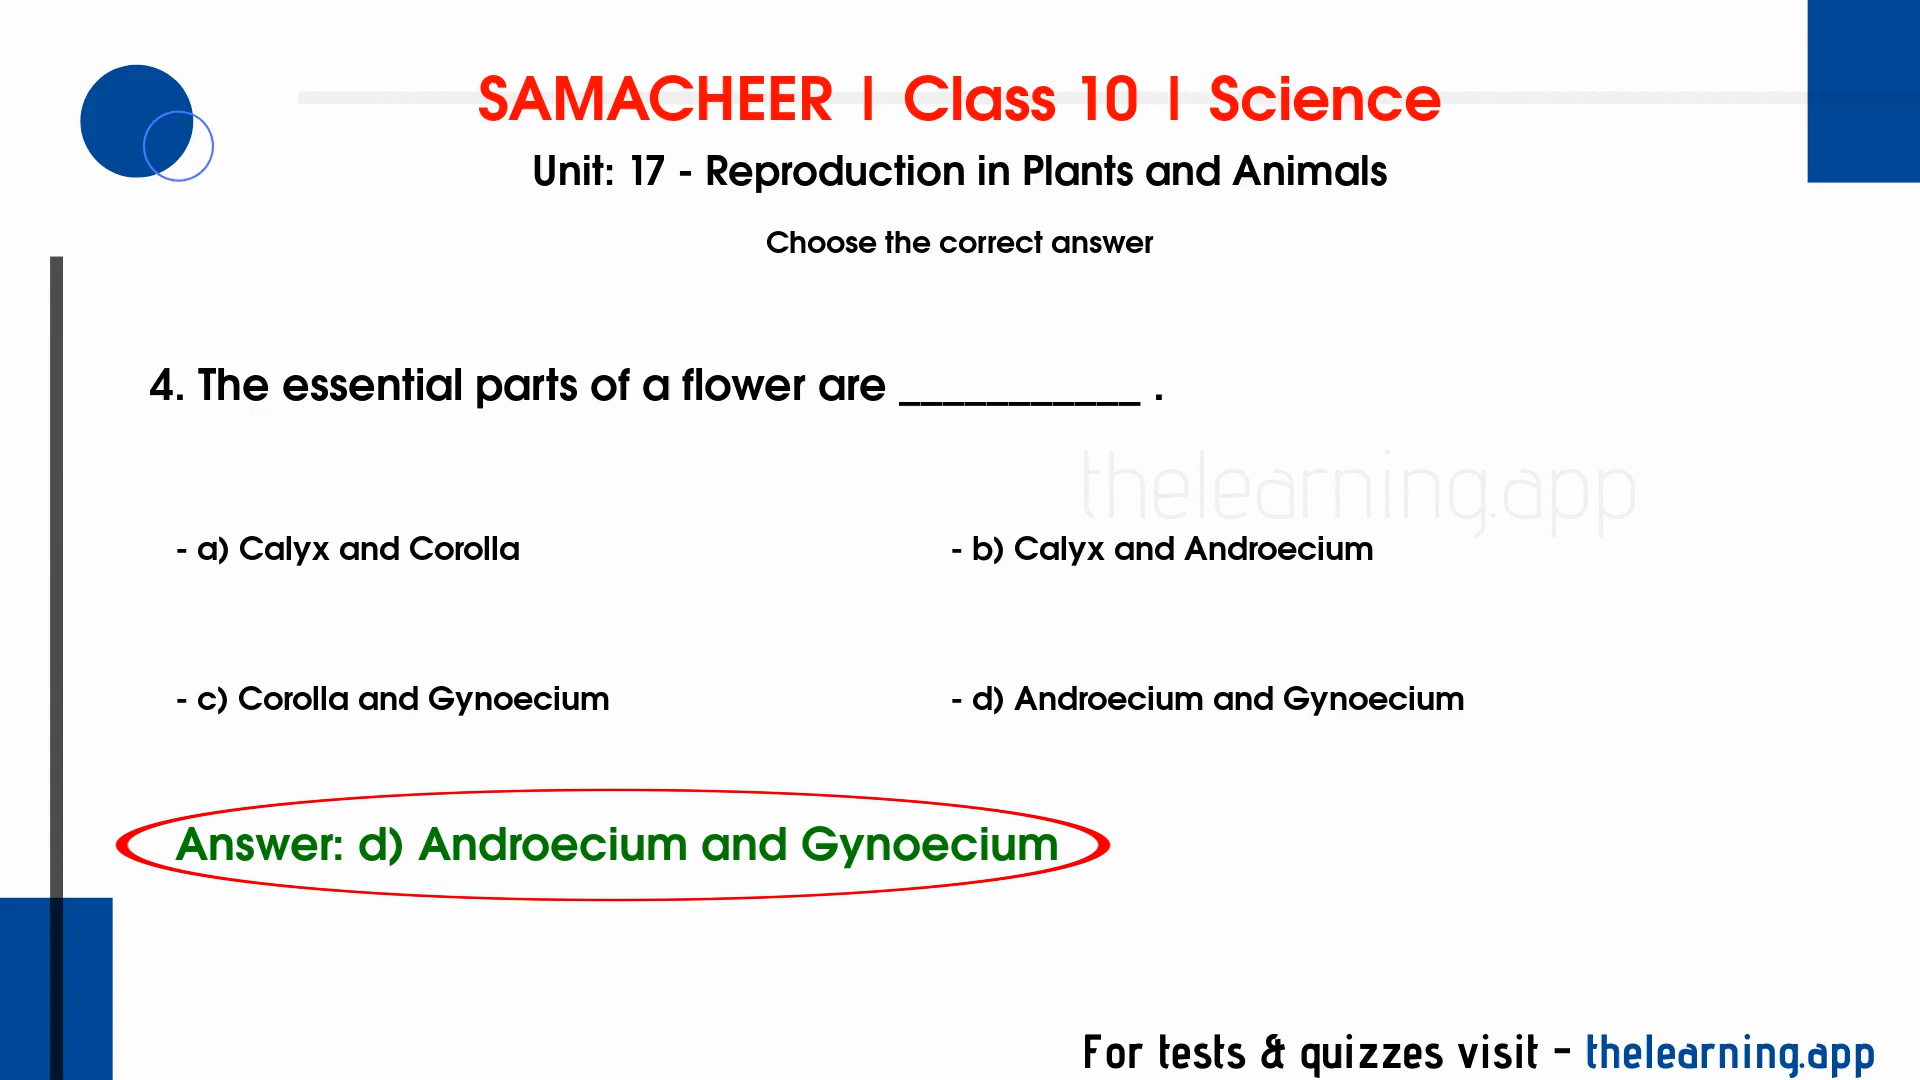 SAMACHEER | Class 10 | Science
Unit: 17 - Reproduction in Plants and Animals
Choose the correct answer
4. The essential parts of a flower are ___________ .
thelearning.app
- a) Calyx and Corolla
- b) Calyx and Androecium
- c) Corolla and Gynoecium
- d) Androecium and Gynoecium
Answer: d) Androecium and Gynoecium
For tests & quizzes visit - thelearning.app